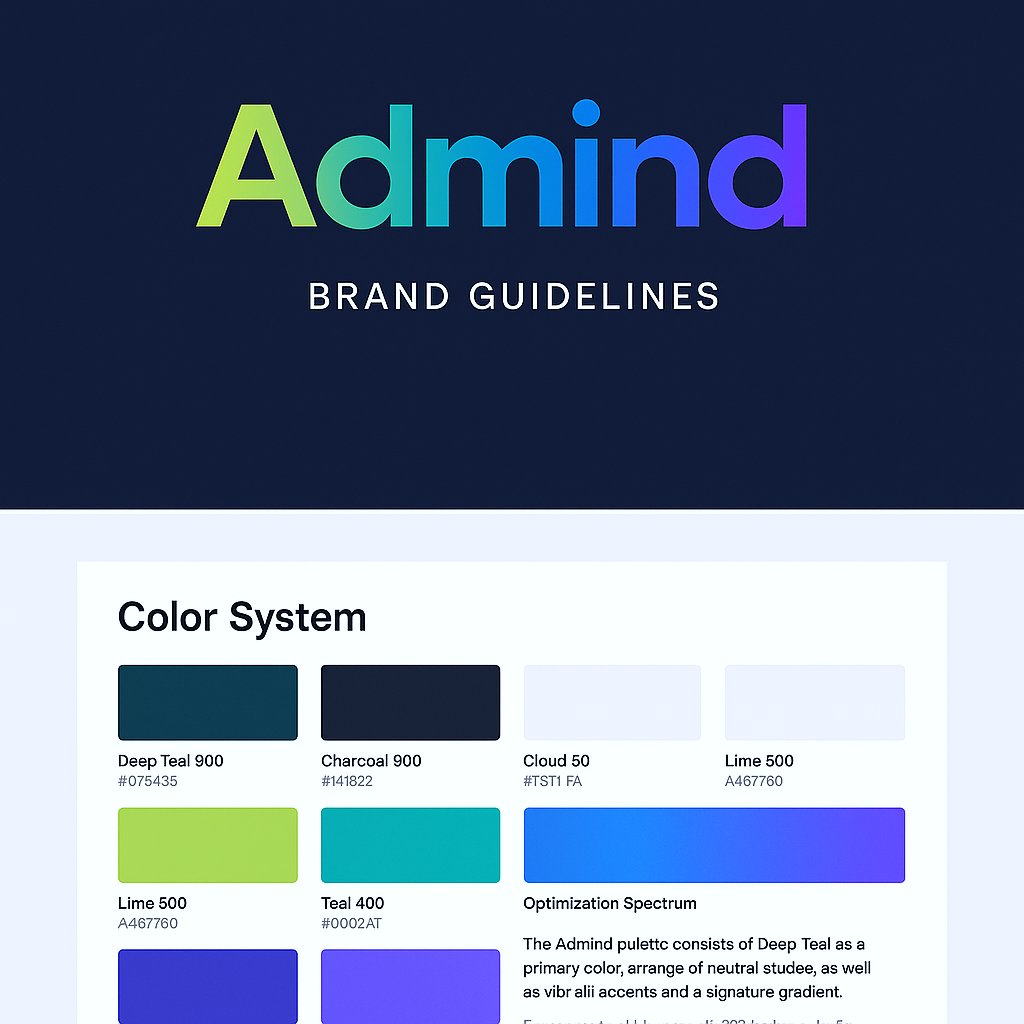 Admind
BRAND GUIDELINES
Color System
Deep Teal 900
#075435
Charcoal 900
#141822
Cloud 50
#TST1 FA
Lime 500
A467760
Lime 500
A467760
Teal 400
#0002AT
Optimization Spectrum
The Admind pulettc consists of Deep Teal as a
primary color, arrange of neutral studee, as well
as vibr alii accents and a signature gradient.